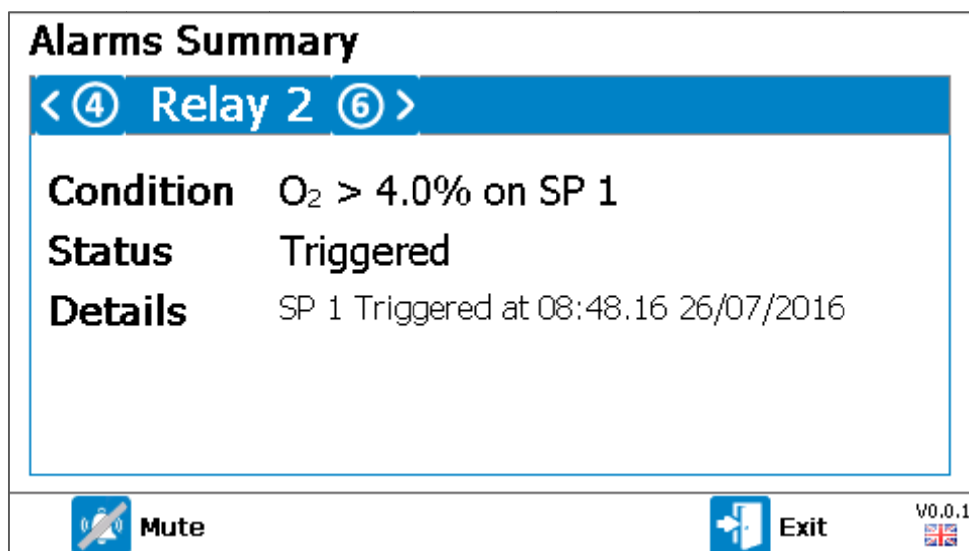 Alarms Summary
< ④ Relay 2 ⑥ >
Condition O₂ > 4.0% on SP 1
Status Triggered
Details SP 1 Triggered at 08:48.16 26/07/2016
Mute Exit V0.0.1